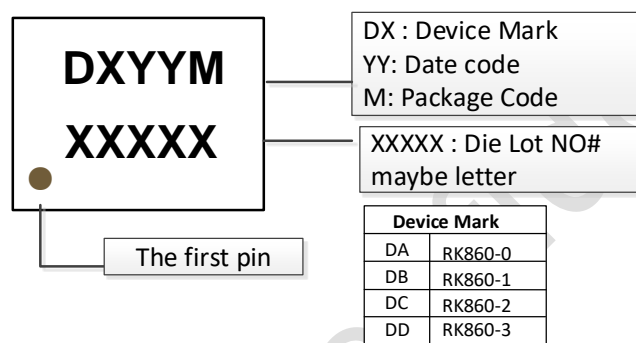 DXYYM
XXXXX
DX : Device Mark
YY: Date code
M: Package Code
XXXXX : Die Lot NO#
maybe letter
The first pin
Device Mark
DA RK860-0
DB RK860-1
DC RK860-2
DD RK860-3